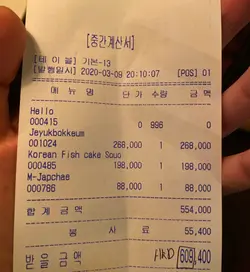 [중간계산서]
[테 이 블] 기본-13
[발행일시] 2020-03-09 20:10:07 [POS] 01
메 뉴 명 단 가 수량 금 액
Hello
000415 0 996 0
Jeyukbokkeum
001024 268,000 1 268,000
Korean Fish cake Soup
000485 198,000 1 198,000
M-Japchae
000786 88,000 1 88,000
합 계 금 액 554,000
봉 사 료 55,400
받 을 금 액 HKD 609,400